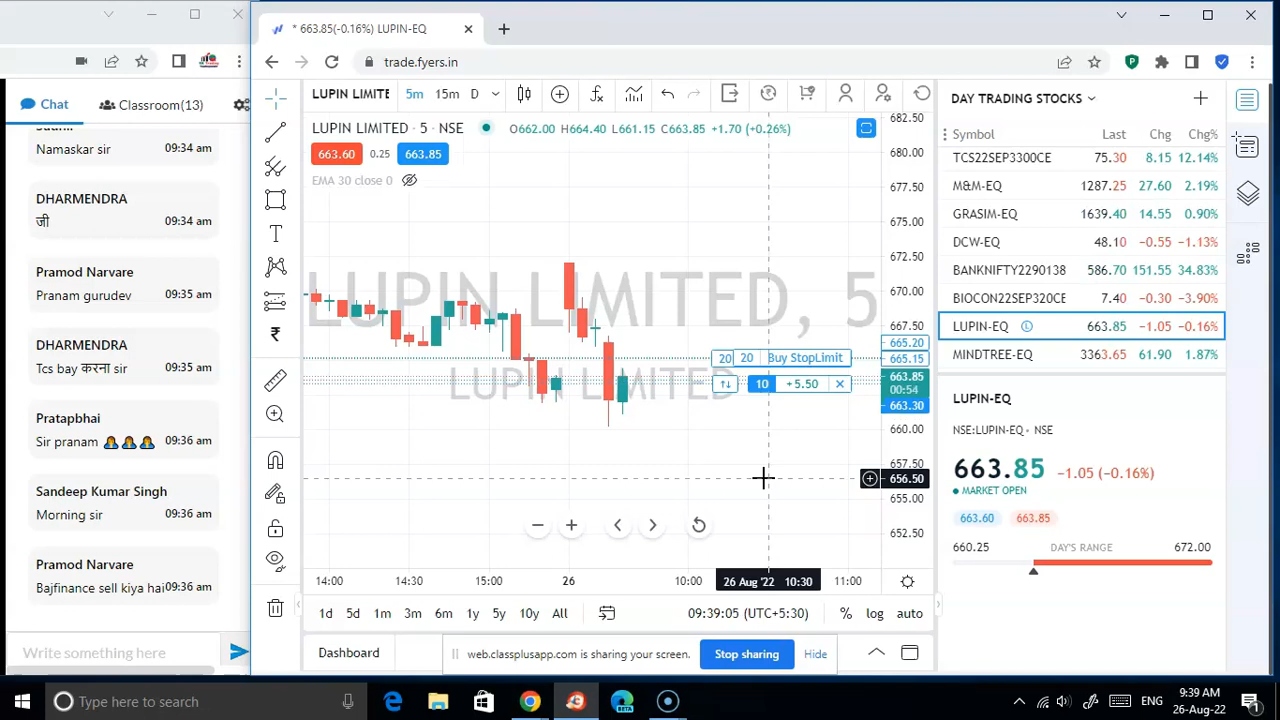 Chat
Classroom(13)
Namaskar sir
09:34 am
DHARMENDRA
जी
09:34 am
Pramod Narvare
Pranam gurudev
09:35 am
DHARMENDRA
Tcs bay करना sir
09:35 am
Pratapbhai
Sir pranam
09:36 am
Sandeep Kumar Singh
Morning sir
09:36 am
Pramod Narvare
Bajfinance sell kiya hai
09:36 am
Write something here
* 663.85(-0.16%) LUPIN-EQ
trade.fyers.in
LUPIN LIMITE
5m
15m
D
LUPIN LIMITED · 5 · NSE
O662.00 H664.40 L661.15 C663.85 +1.70 (+0.26%)
663.60
0.25
663.85
EMA 30 close 0
LUPIN LIMITED, 5
LUPIN LIMITED
20
20
Buy StopLimit
10
+5.50
682.50
680.00
677.50
675.00
672.50
670.00
667.50
665.20
665.15
663.85
00:54
663.30
660.00
657.50
656.50
655.00
652.50
14:00
14:30
15:00
26
10:00
26 Aug '22 10:30
11:00
1d
5d
1m
3m
6m
1y
5y
10y
All
09:39:05 (UTC+5:30)
%
log
auto
Dashboard
web.classplusapp.com is sharing your screen.
Stop sharing
Hide
DAY TRADING STOCKS
Symbol
Last
Chg
Chg%
TCS22SEP3300CE 75.30 8.15 12.14%
M&M-EQ 1287.25 27.60 2.19%
GRASIM-EQ 1639.40 14.55 0.90%
DCW-EQ 48.10 −0.55 −1.13%
BANKNIFTY2290138 586.70 151.55 34.83%
BIOCON22SEP320CE 7.40 −0.30 −3.90%
LUPIN-EQ 663.85 −1.05 −0.16%
MINDTREE-EQ 3363.65 61.90 1.87%
LUPIN-EQ
NSE:LUPIN-EQ • NSE
663.85 −1.05 (−0.16%)
MARKET OPEN
663.60
663.85
660.25
DAY'S RANGE
672.00
Type here to search
ENG
9:39 AM
26-Aug-22
1